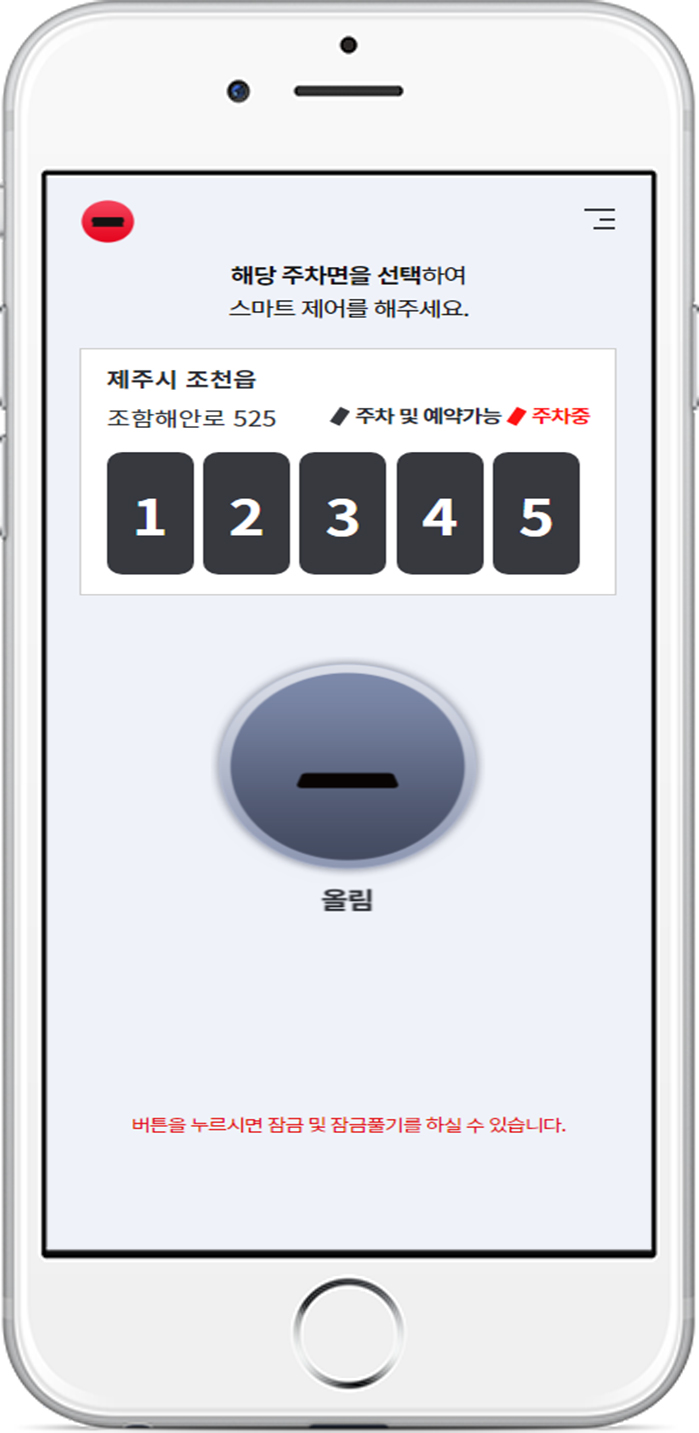 해당 주차면을 선택하여
스마트 제어를 해주세요.
제주시 조천읍
조함해안로 525
주차 및 예약가능 주차중
1 2 3 4 5
올림
버튼을 누르시면 잠금 및 잠금풀기를 하실 수 있습니다.